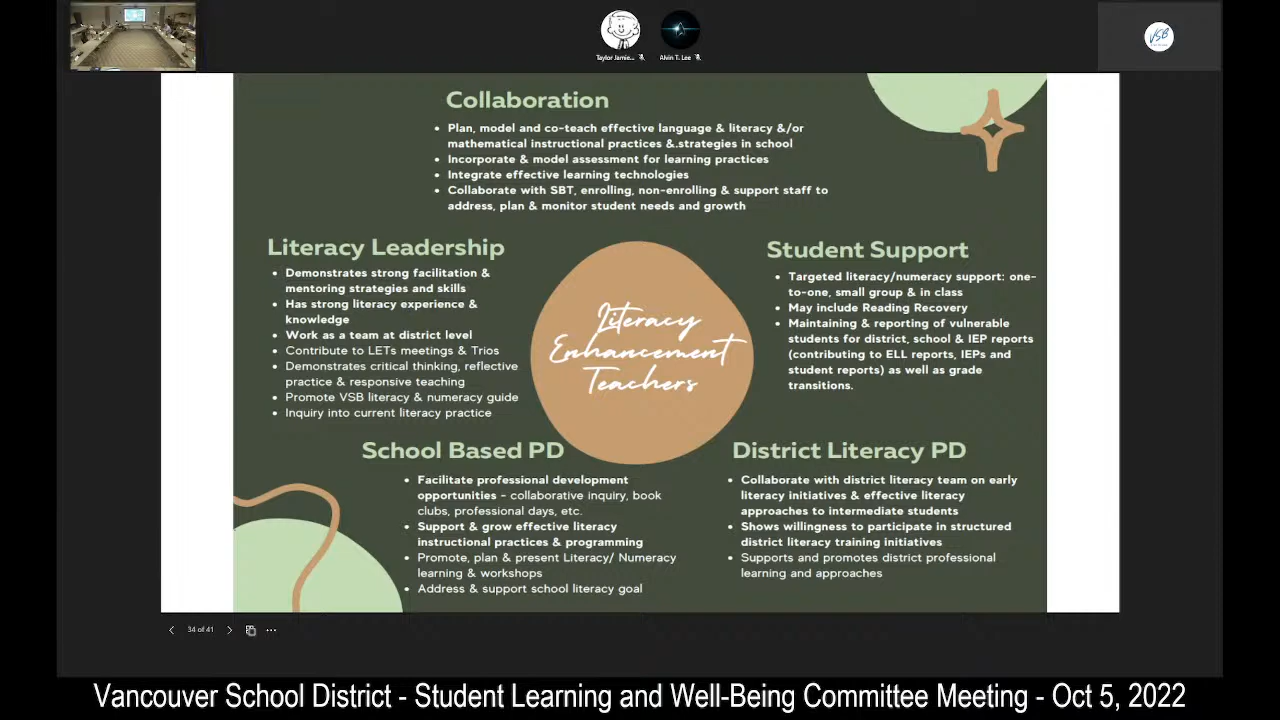 Taylor Jamie...
Alvin T. Lee
VSB
Collaboration
• Plan, model and co-teach effective language & literacy &/or
mathematical instructional practices &.strategies in school
• Incorporate & model assessment for learning practices
• Integrate effective learning technologies
• Collaborate with SBT, enrolling, non-enrolling & support staff to
address, plan & monitor student needs and growth
Literacy Leadership
• Demonstrates strong facilitation &
mentoring strategies and skills
• Has strong literacy experience &
knowledge
• Work as a team at district level
• Contribute to LETs meetings & Trios
• Demonstrates critical thinking, reflective
practice & responsive teaching
• Promote VSB literacy & numeracy guide
• Inquiry into current literacy practice
Literacy
Enhancement
Teachers
Student Support
• Targeted literacy/numeracy support: one-
to-one, small group & in class
• May include Reading Recovery
• Maintaining & reporting of vulnerable
students for district, school & IEP reports
(contributing to ELL reports, IEPs and
student reports) as well as grade
transitions.
School Based PD
• Facilitate professional development
opportunities - collaborative inquiry, book
clubs, professional days, etc.
• Support & grow effective literacy
instructional practices & programming
• Promote, plan & present Literacy/ Numeracy
learning & workshops
• Address & support school literacy goal
District Literacy PD
• Collaborate with district literacy team on early
literacy initiatives & effective literacy
approaches to intermediate students
• Shows willingness to participate in structured
district literacy training initiatives
• Supports and promotes district professional
learning and approaches
34 of 41
Vancouver School District - Student Learning and Well-Being Committee Meeting - Oct 5, 2022